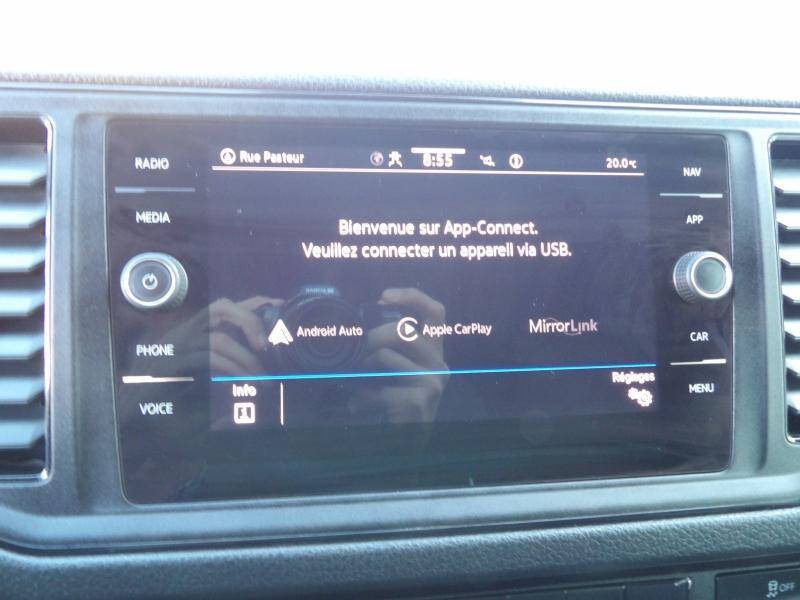 RADIO
MEDIA
PHONE
VOICE
Rue Pasteur 8:55 20.0°C
Bienvenue sur App-Connect.
Veuillez connecter un appareil via USB.
Android Auto Apple CarPlay MirrorLink
Info Réglages
NAV
APP
CAR
MENU
OFF